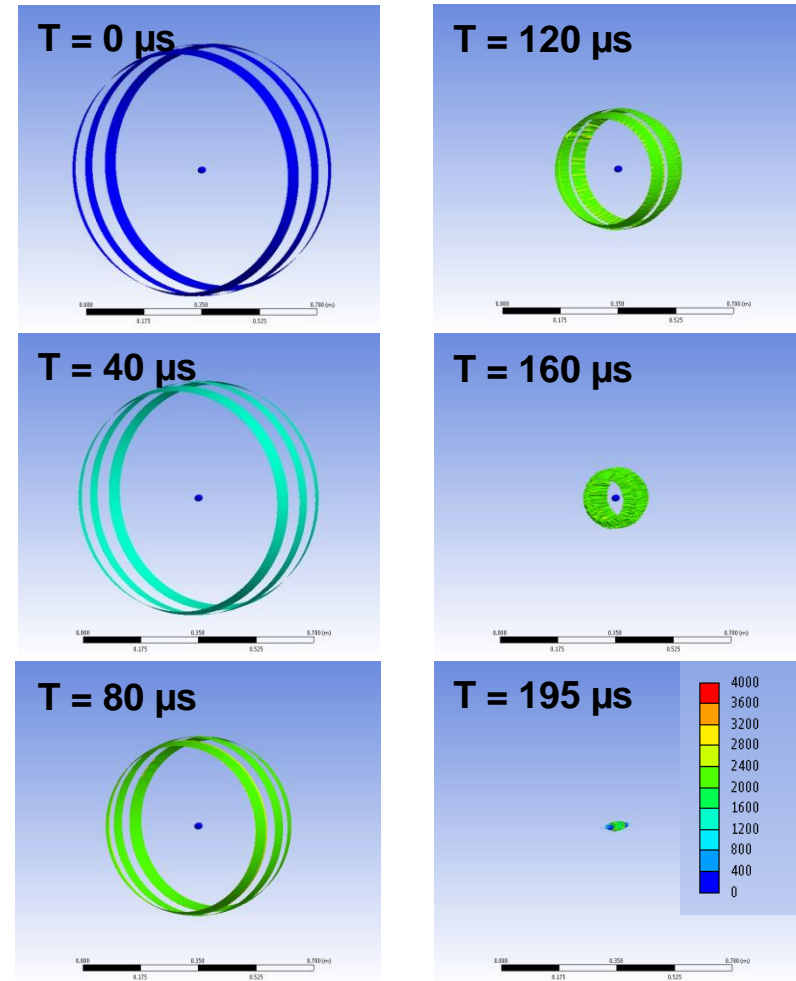 T = 0 µs
0.000 0.350 0.700 (m)
0.175 0.525
T = 120 µs
0.000 0.350 0.700 (m)
0.175 0.525
T = 40 µs
0.000 0.350 0.700 (m)
0.175 0.525
T = 160 µs
0.000 0.350 0.700 (m)
0.175 0.525
T = 80 µs
0.000 0.350 0.700 (m)
0.175 0.525
T = 195 µs
4000
3600
3200
2800
2400
2000
1600
1200
800
400
0
0.000 0.350 0.700 (m)
0.175 0.525